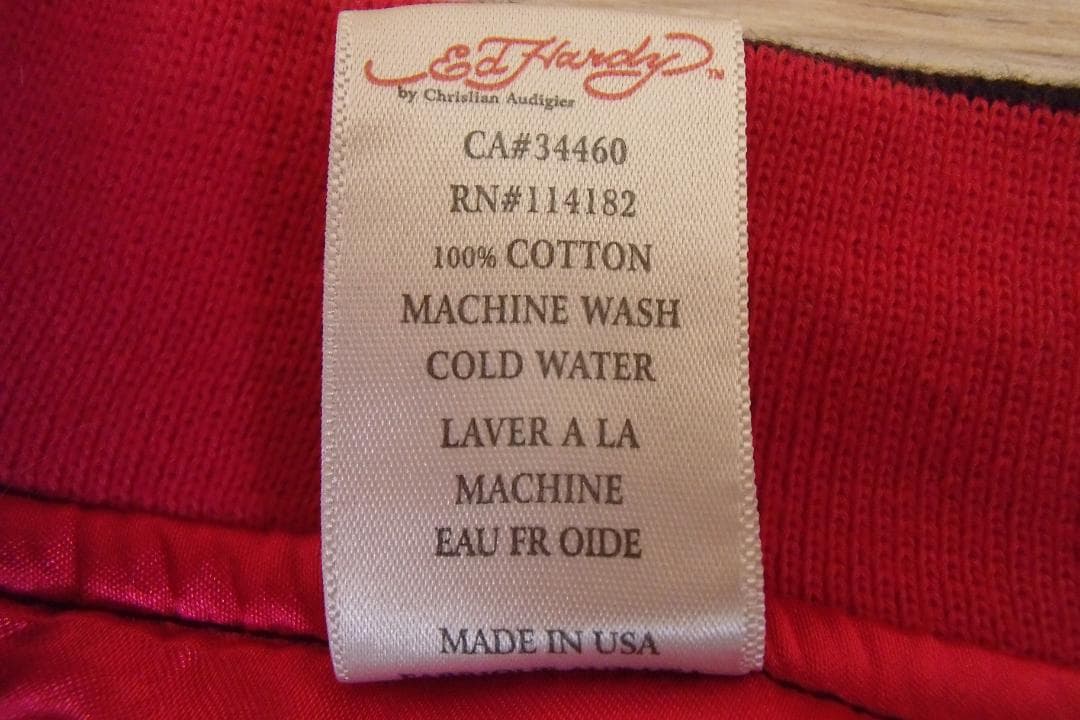 Ed Hardy™
by Christian Audigier
CA#34460
RN#114182
100% COTTON
MACHINE WASH
COLD WATER
LAVER A LA
MACHINE
EAU FR OIDE
MADE IN USA